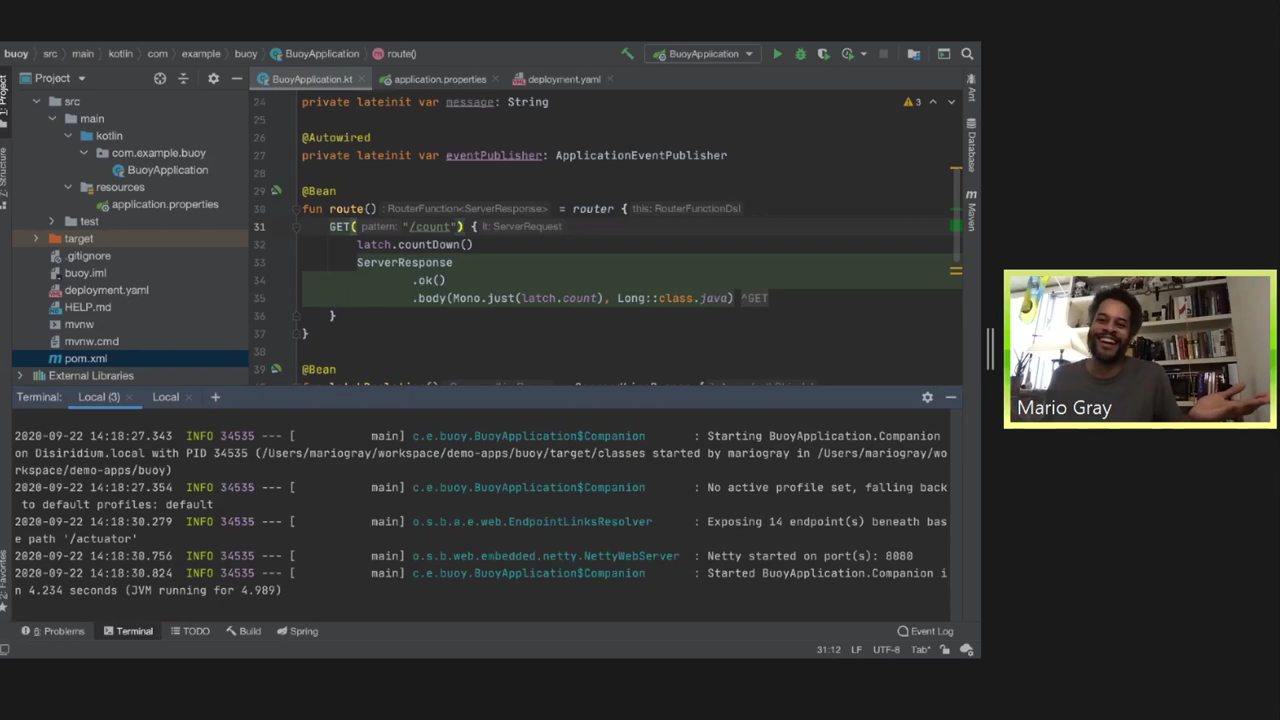 buoy src main kotlin com example buoy BuoyApplication route() BuoyApplication
Project
BuoyApplication.kt application.properties deployment.yaml
1: Project
Structure
2: Favorites
src
main
kotlin
com.example.buoy
BuoyApplication
resources
application.properties
test
target
.gitignore
buoy.iml
deployment.yaml
HELP.md
mvnw
mvnw.cmd
pom.xml
External Libraries
24 private lateinit var message: String
25
26 @Autowired
27 private lateinit var eventPublisher: ApplicationEventPublisher
28
29 @Bean
30 fun route() RouterFunction<ServerResponse> = router { this: RouterFunctionDsl
31 GET( pattern: "/count") { it: ServerRequest
32 latch.countDown()
33 ServerResponse
34 .ok()
35 .body(Mono.just(latch.count), Long::class.java) ^GET
36 }
37 }
38
39 @Bean
3
Ant
Database
Maven
Terminal: Local (3) Local +
2020-09-22 14:18:27.343 INFO 34535 --- [ main] c.e.buoy.BuoyApplication$Companion : Starting BuoyApplication.Companion
on Disiridium.local with PID 34535 (/Users/mariogray/workspace/demo-apps/buoy/target/classes started by mariogray in /Users/mariogray/wo
rkspace/demo-apps/buoy)
2020-09-22 14:18:27.354 INFO 34535 --- [ main] c.e.buoy.BuoyApplication$Companion : No active profile set, falling back
to default profiles: default
2020-09-22 14:18:30.279 INFO 34535 --- [ main] o.s.b.a.e.web.EndpointLinksResolver : Exposing 14 endpoint(s) beneath bas
e path '/actuator'
2020-09-22 14:18:30.756 INFO 34535 --- [ main] o.s.b.web.embedded.netty.NettyWebServer : Netty started on port(s): 8080
2020-09-22 14:18:30.824 INFO 34535 --- [ main] c.e.buoy.BuoyApplication$Companion : Started BuoyApplication.Companion i
n 4.234 seconds (JVM running for 4.989)
6: Problems Terminal TODO Build Spring Event Log
31:12 LF UTF-8 Tab*
Mario Gray